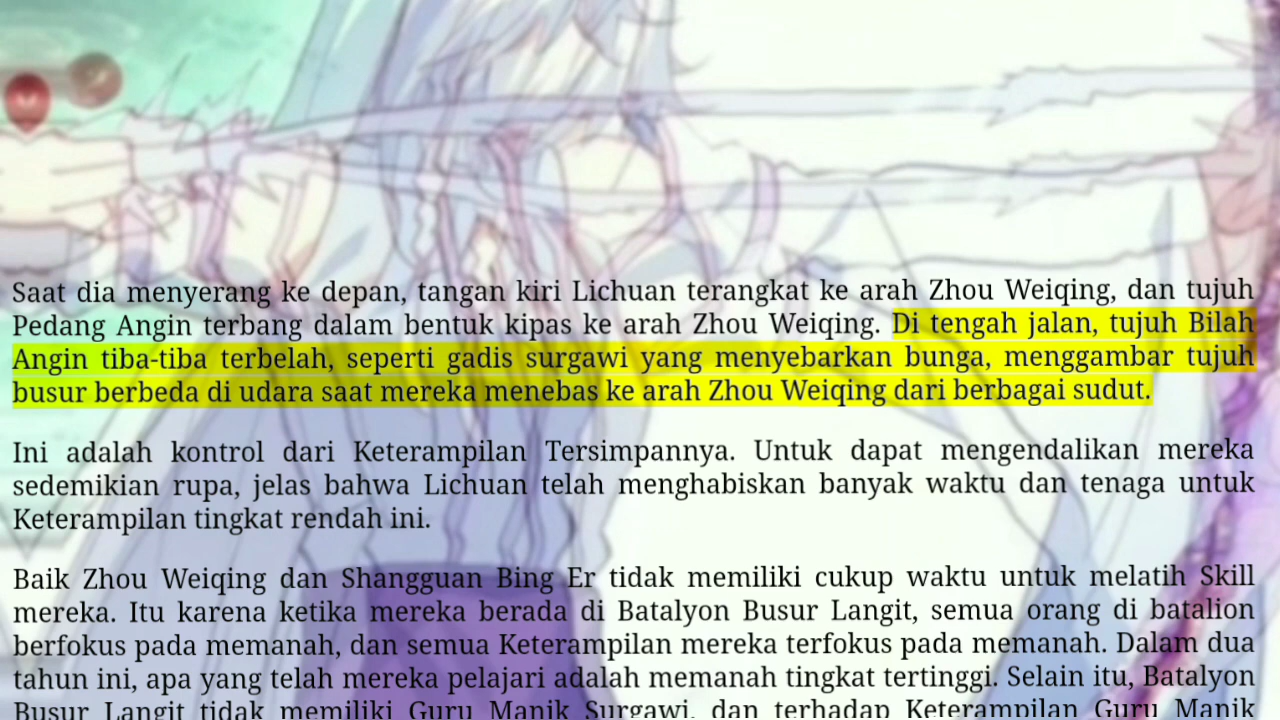 Saat dia menyerang ke depan, tangan kiri Lichuan terangkat ke arah Zhou Weiqing, dan tujuh
Pedang Angin terbang dalam bentuk kipas ke arah Zhou Weiqing. Di tengah jalan, tujuh Bilah
Angin tiba-tiba terbelah, seperti gadis surgawi yang menyebarkan bunga, menggambar tujuh
busur berbeda di udara saat mereka menebas ke arah Zhou Weiqing dari berbagai sudut.
Ini adalah kontrol dari Keterampilan Tersimpannya. Untuk dapat mengendalikan mereka
sedemikian rupa, jelas bahwa Lichuan telah menghabiskan banyak waktu dan tenaga untuk
Keterampilan tingkat rendah ini.
Baik Zhou Weiqing dan Shangguan Bing Er tidak memiliki cukup waktu untuk melatih Skill
mereka. Itu karena ketika mereka berada di Batalyon Busur Langit, semua orang di batalion
berfokus pada memanah, dan semua Keterampilan mereka terfokus pada memanah. Dalam dua
tahun ini, apa yang telah mereka pelajari adalah memanah tingkat tertinggi. Selain itu, Batalyon
Busur Langit tidak memiliki Guru Manik Surgawi, dan terhadap Keterampilan Guru Manik